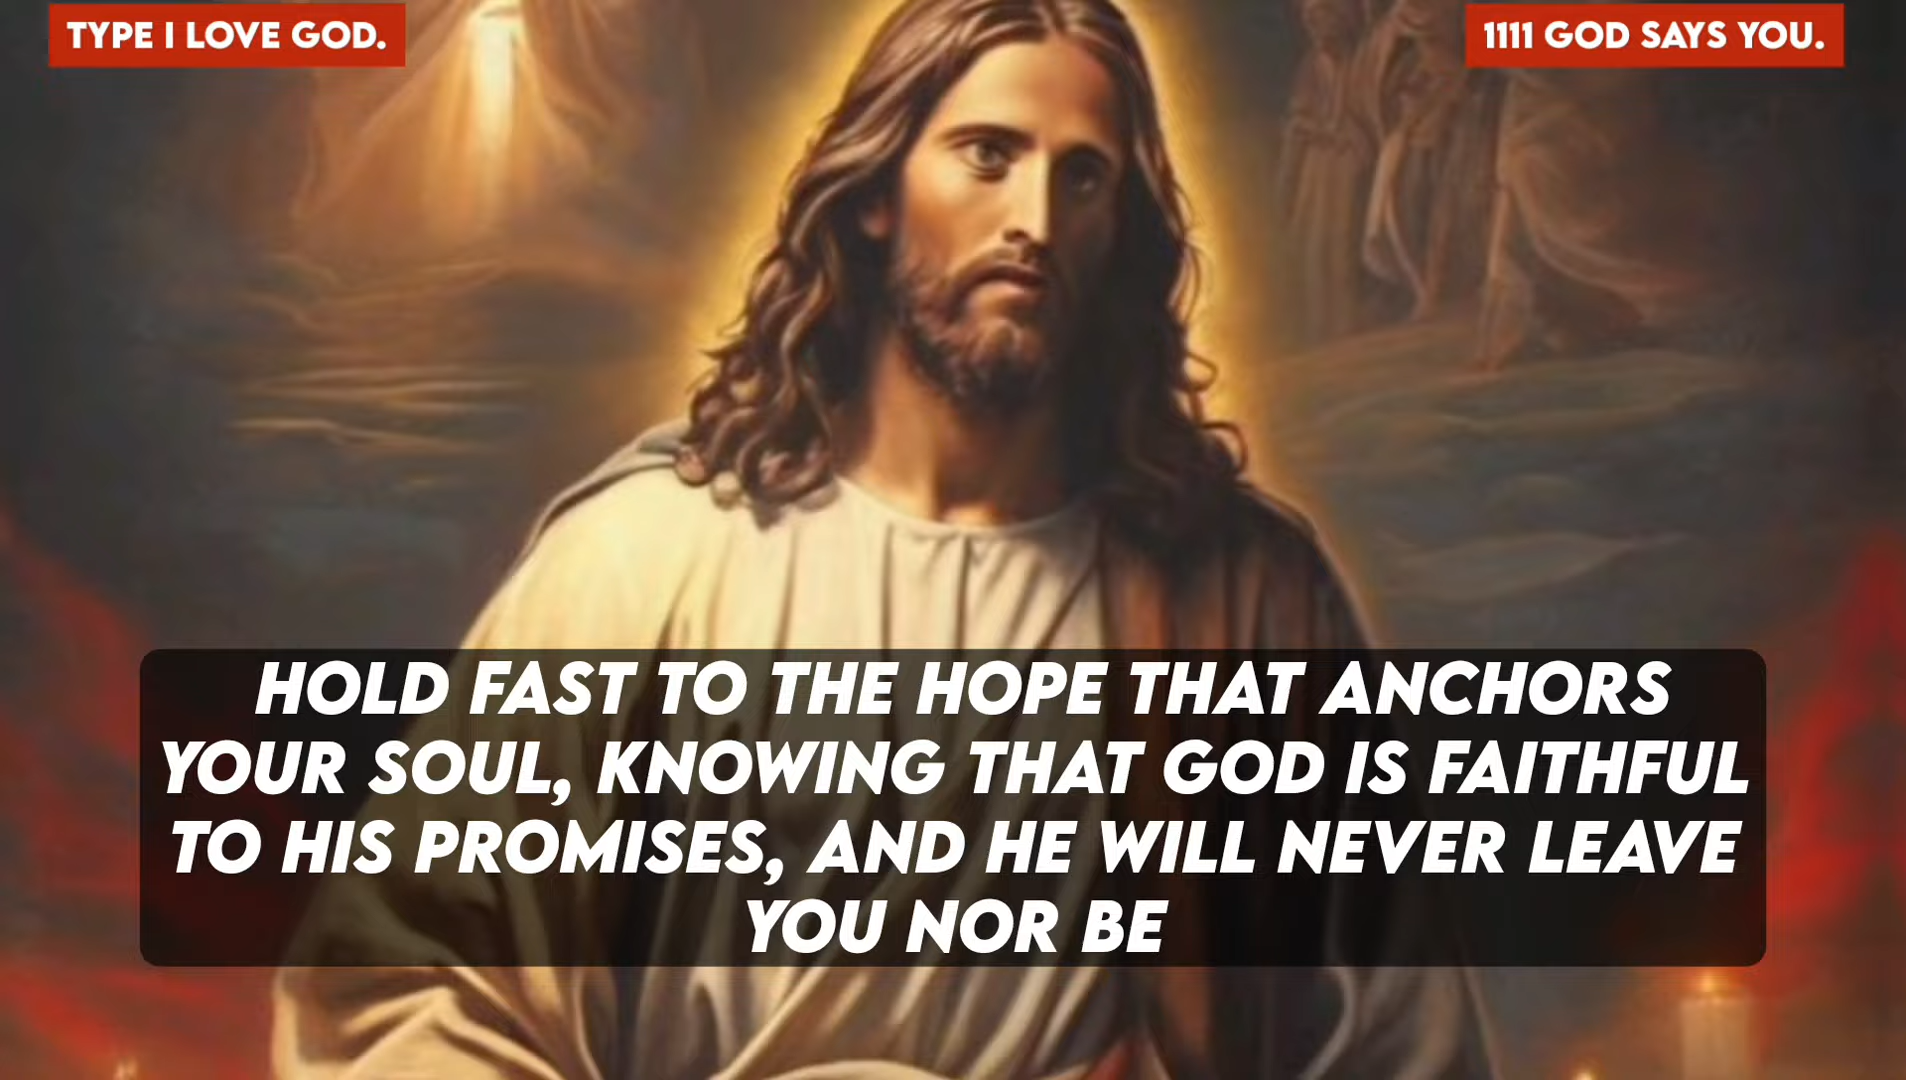 TYPE I LOVE GOD.
1111 GOD SAYS YOU.
HOLD FAST TO THE HOPE THAT ANCHORS
YOUR SOUL, KNOWING THAT GOD IS FAITHFUL
TO HIS PROMISES, AND HE WILL NEVER LEAVE
YOU NOR BE